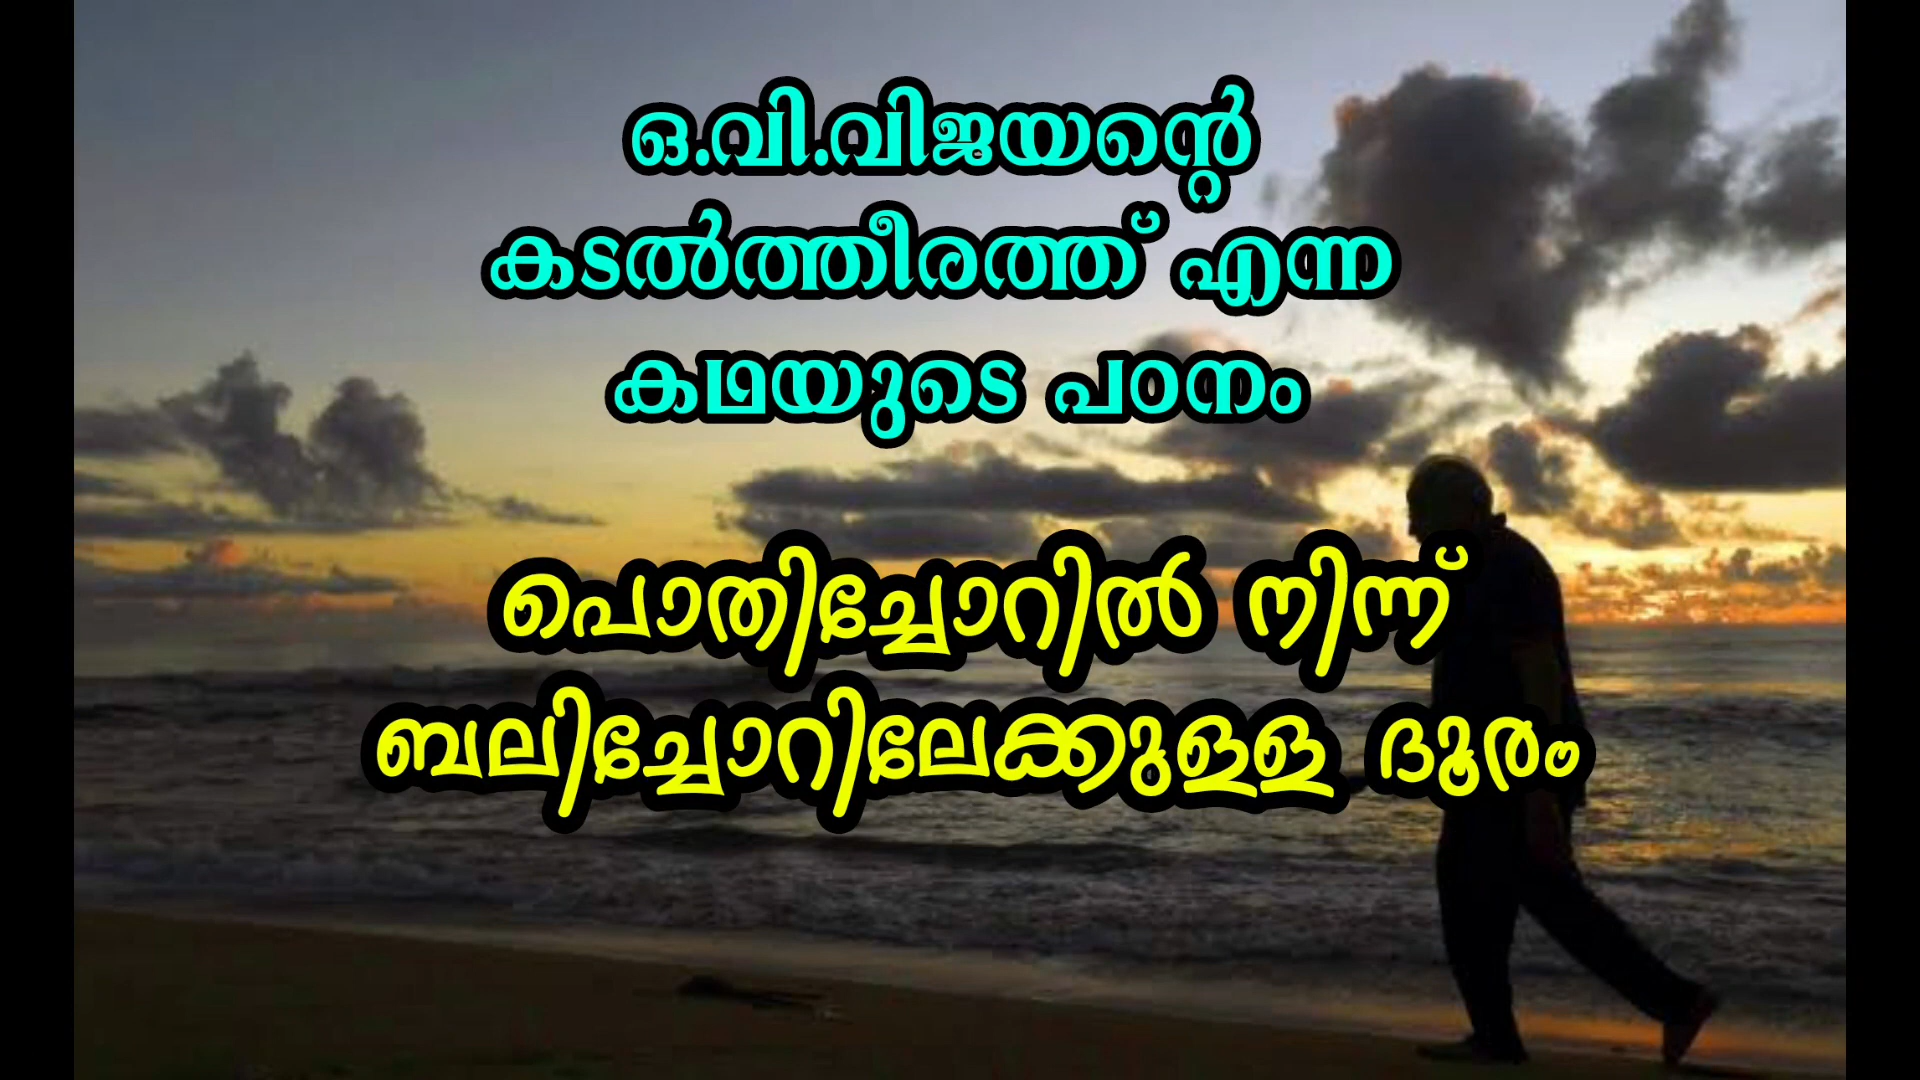 ഒ.വി.വിജയന്റെ
കടൽത്തീരത്ത് എന്ന
കഥയുടെ പഠനം
പൊതിച്ചോറിൽ നിന്ന്
ബലിച്ചോറിലേക്കുള്ള ദൂരം